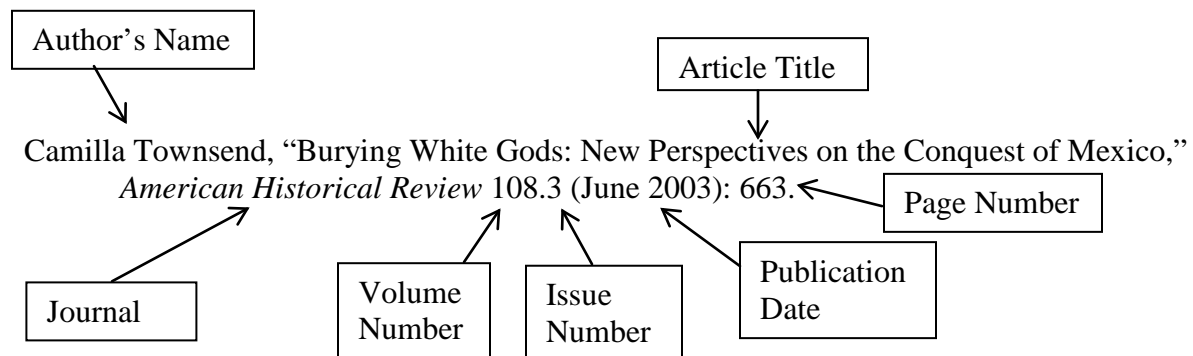 Author’s Name
Article Title
Camilla Townsend, “Burying White Gods: New Perspectives on the Conquest of Mexico,”
American Historical Review 108.3 (June 2003): 663.
Page Number
Journal
Volume
Number
Issue
Number
Publication
Date